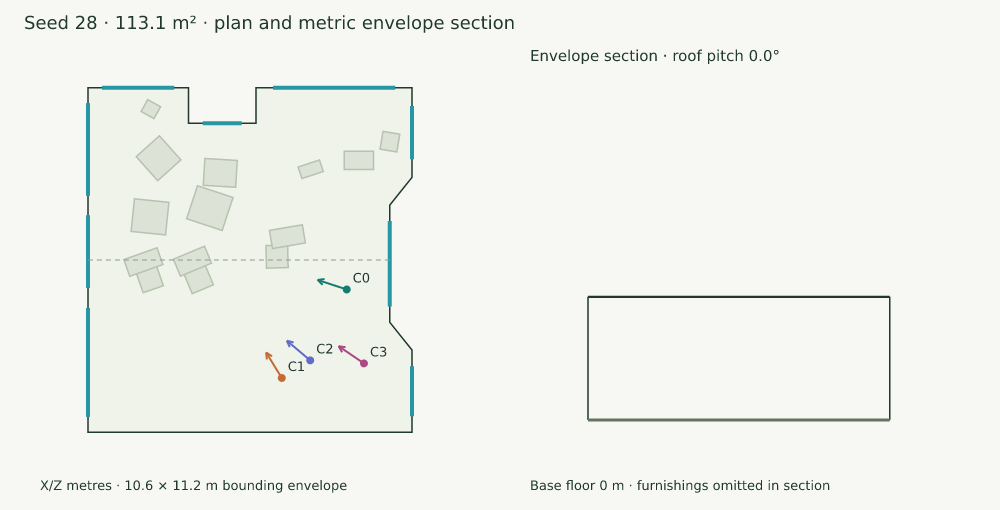 Seed 28 · 113.1 m² · plan and metric envelope section
Envelope section · roof pitch 0.0°
C0
C2
C3
C1
X/Z metres · 10.6 × 11.2 m bounding envelope
Base floor 0 m · furnishings omitted in section